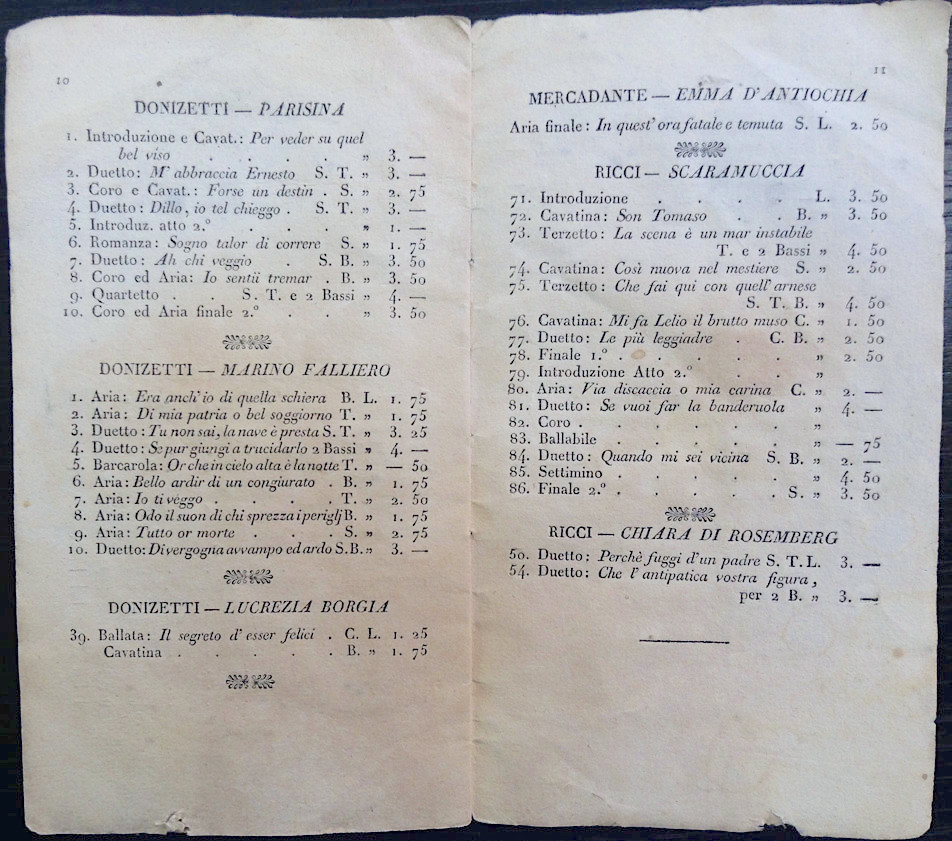 10
DONIZETTI — PARISINA
1. Introduzione e Cavat.: Per veder su quel
bel viso . . . . „ 3. —
2. Duetto: M' abbraccia Ernesto S. T. „ 3. —
3. Coro e Cavat.: Forse un destin . S. „ 2. 75
4. Duetto: Dillo, io tel chieggo . S. T. „ 3. —
5. Introduz. atto 2.° . . . . „ 1. —
6. Romanza: Sogno talor di correre S. „ 1. 75
7. Duetto: Ah chi veggio . S. B. „ 3. 50
8. Coro ed Aria: Io sentii tremar . B. „ 3. 50
9. Quartetto . . S. T. e 2 Bassi „ 4. —
10. Coro ed Aria finale 2.° . . „ 3. 50
DONIZETTI — MARINO FALLIERO
1. Aria: Era anch' io di quella schiera B. L. 1. 75
2. Aria: Di mia patria o bel soggiorno T. „ 1. 75
3. Duetto: Tu non sai, la nave è presta S. T. „ 3. 25
4. Duetto: Se pur giungi a trucidarlo 2 Bassi „ 4. —
5. Barcarola: Or che in cielo alta è la notte T. „ — 50
6. Aria: Bello ardir di un congiurato . B. „ 1. 75
7. Aria: Io ti veggo . . . . T. „ 2. 50
8. Aria: Odo il suon di chi sprezza i periglj B. „ 1. 75
9. Aria: Tutto or morte . . . S. „ 2. 75
10. Duetto: Di vergogna avvampo ed ardo S. B. „ 3. —
DONIZETTI — LUCREZIA BORGIA
39. Ballata: Il segreto d' esser felici . C. L. 1. 25
Cavatina . . . . . B. „ 1. 75
11
MERCADANTE — EMMA D'ANTIOCHIA
Aria finale: In quest' ora fatale e temuta S. L. 2. 50
RICCI — SCARAMUCCIA
71. Introduzione . . . . L. 3. 50
72. Cavatina: Son Tomaso . . B. „ 3. 50
73. Terzetto: La scena è un mar instabile
T. e 2 Bassi „ 4. 50
74. Cavatina: Così nuova nel mestiere S. „ 2. 50
75. Terzetto: Che fai qui con quell' arnese
S. T. B. „ 4. 50
76. Cavatina: Mi fa Lelio il brutto muso C. „ 1. 50
77. Duetto: Le più leggiadre . C. B. „ 2. 50
78. Finale 1.° . . . . . „ 2. 50
79. Introduzione Atto 2.° . . „
80. Aria: Via discaccia o mia carina C. „ 2. —
81. Duetto: Se vuoi far la banderuola „ 4. —
82. Coro . . . . . . „
83. Ballabile . . . . . „ — 75
84. Duetto: Quando mi sei vicina S. B. „ 2. —
85. Settimino . . . . . „ 4. 50
86. Finale 2.° . . . . . S. „ 3. 50
RICCI — CHIARA DI ROSEMBERG
50. Duetto: Perchè fuggi d'un padre S. T. L. 3. —
54. Duetto: Che l' antipatica vostra figura,
per 2 B. „ 3. —